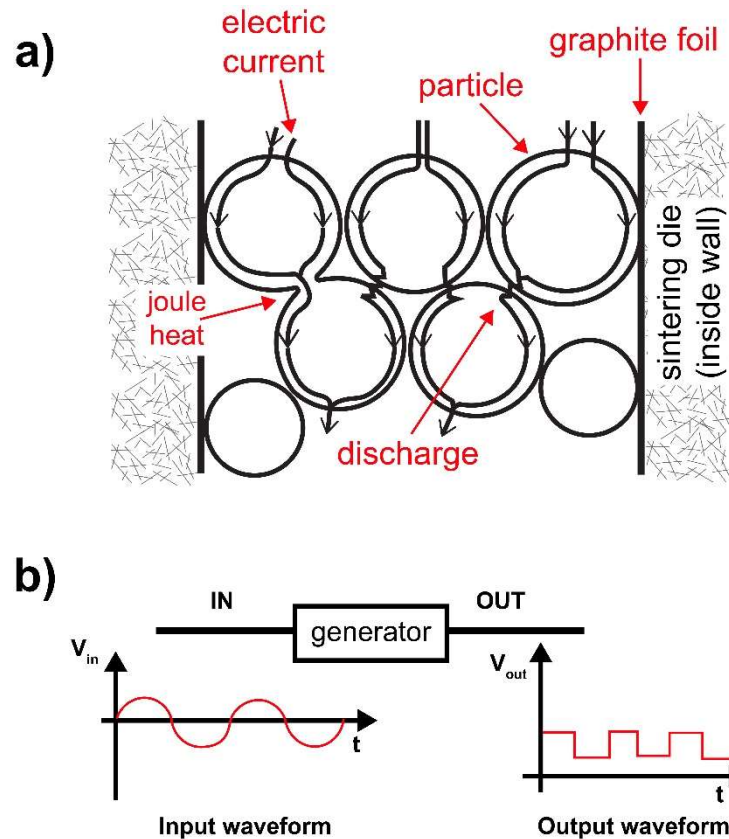 a)
electric
current
graphite foil
particle
joule
heat
sintering die
(inside wall)
discharge
b)
IN
generator
OUT
V in
V out
t
t
Input waveform
Output waveform